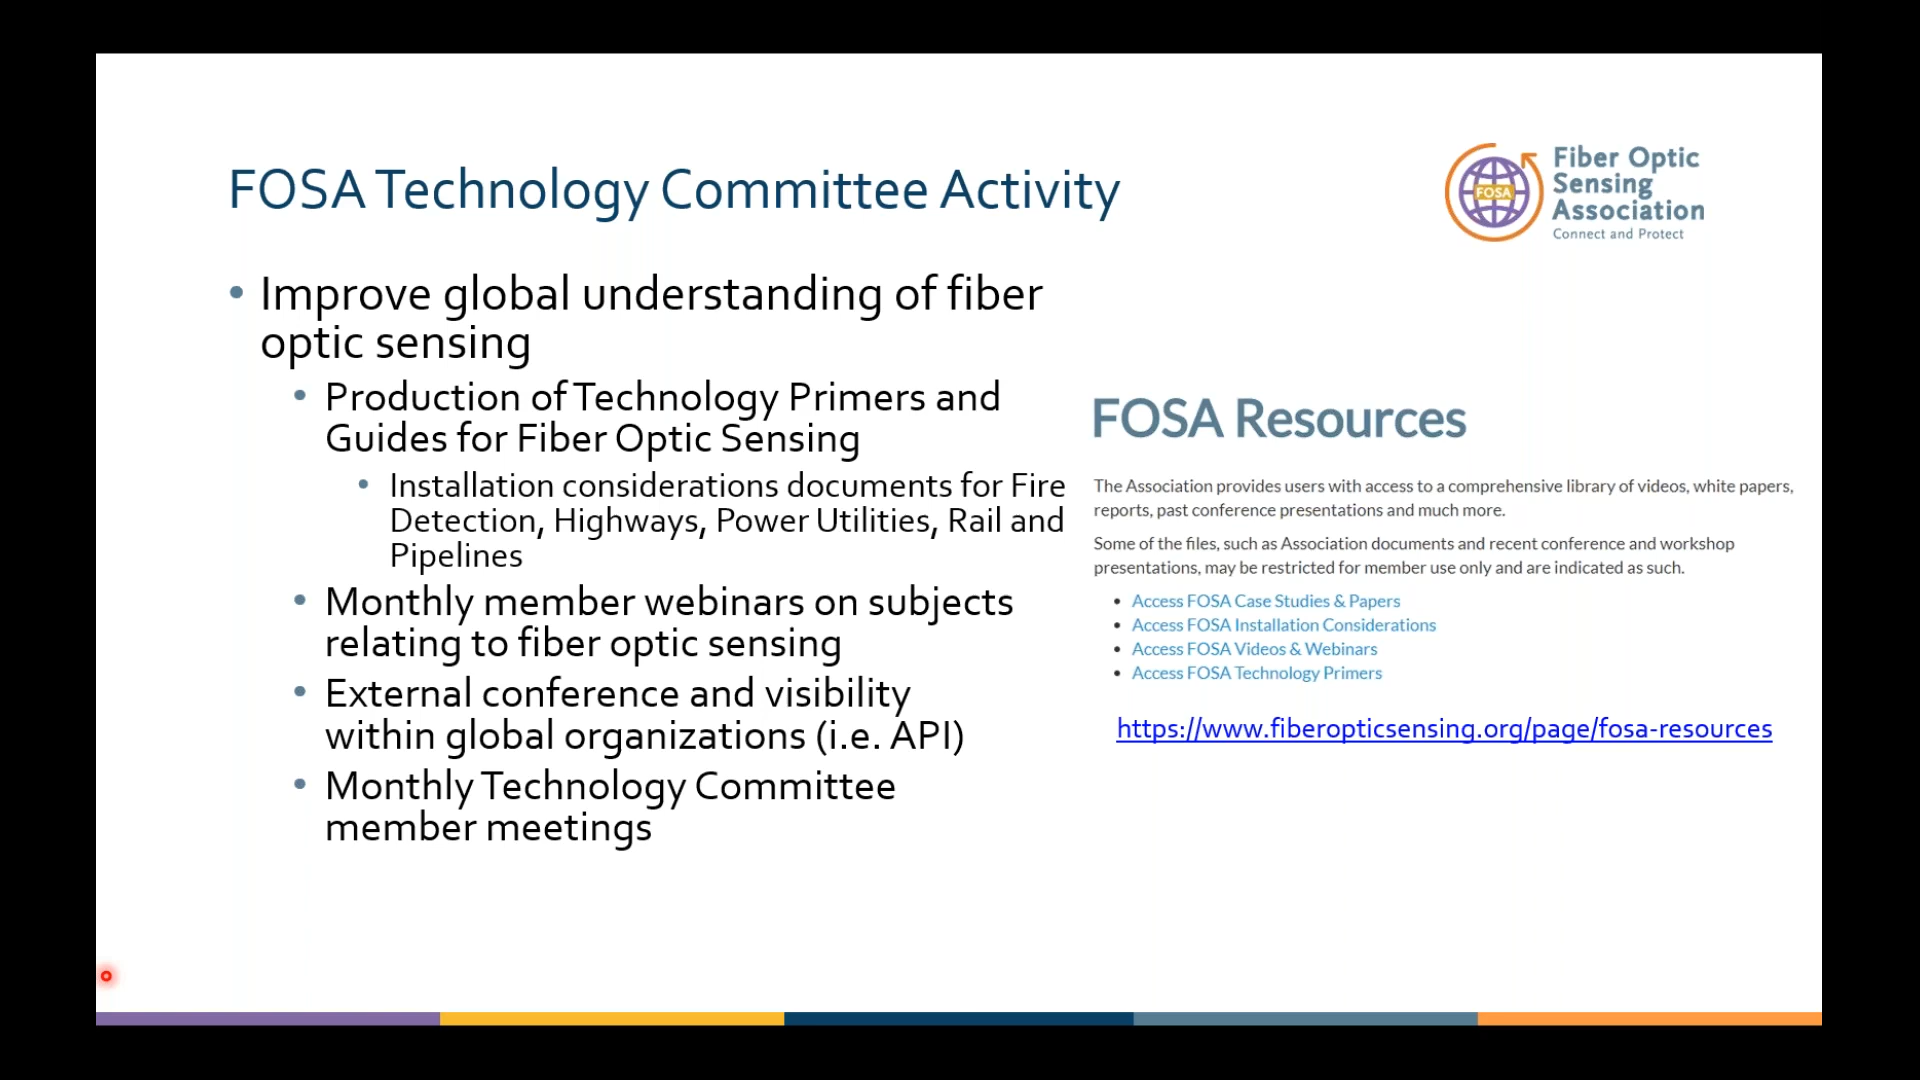 FOSA Technology Committee Activity
FOSA
Fiber Optic
Sensing
Association
Connect and Protect
• Improve global understanding of fiber
optic sensing
• Production of Technology Primers and
Guides for Fiber Optic Sensing
• Installation considerations documents for Fire
Detection, Highways, Power Utilities, Rail and
Pipelines
• Monthly member webinars on subjects
relating to fiber optic sensing
• External conference and visibility
within global organizations (i.e. API)
• Monthly Technology Committee
member meetings
FOSA Resources
The Association provides users with access to a comprehensive library of videos, white papers,
reports, past conference presentations and much more.
Some of the files, such as Association documents and recent conference and workshop
presentations, may be restricted for member use only and are indicated as such.
• Access FOSA Case Studies & Papers
• Access FOSA Installation Considerations
• Access FOSA Videos & Webinars
• Access FOSA Technology Primers
https://www.fiberopticsensing.org/page/fosa-resources